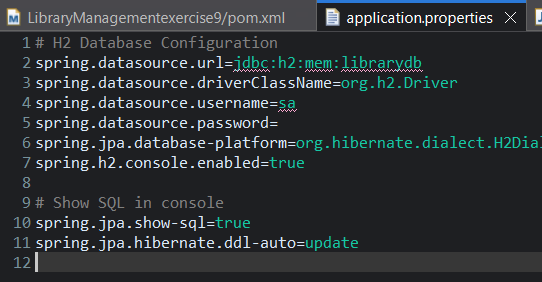 LibraryManagementexercise9/pom.xml
application.properties
1 # H2 Database Configuration
2 spring.datasource.url=jdbc:h2:mem:librarydb
3 spring.datasource.driverClassName=org.h2.Driver
4 spring.datasource.username=sa
5 spring.datasource.password=
6 spring.jpa.database-platform=org.hibernate.dialect.H2Dial
7 spring.h2.console.enabled=true
8
9 # Show SQL in console
10 spring.jpa.show-sql=true
11 spring.jpa.hibernate.ddl-auto=update
12